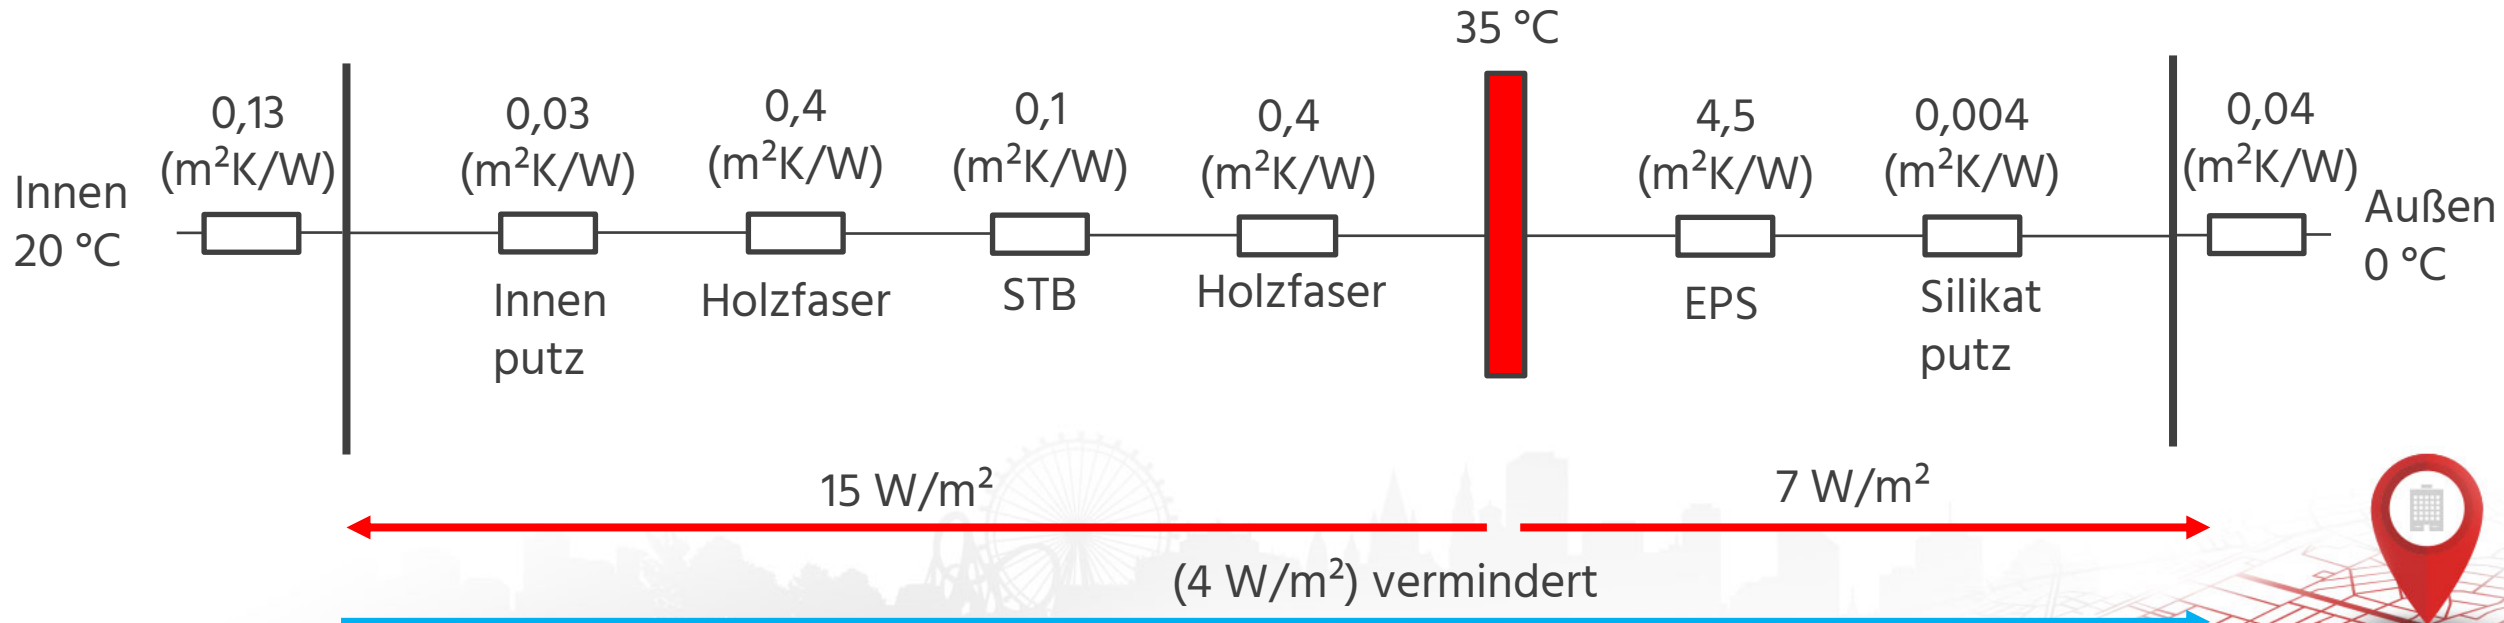 35 °C
0,13
(m²K/W)
0,03
(m²K/W)
0,4
(m²K/W)
0,1
(m²K/W)
0,4
(m²K/W)
4,5
(m²K/W)
0,004
(m²K/W)
0,04
(m²K/W)
Innen
20 °C
Außen
0 °C
Innen
putz
Holzfaser
STB
Holzfaser
EPS
Silikat
putz
15 W/m²
7 W/m²
(4 W/m²) vermindert